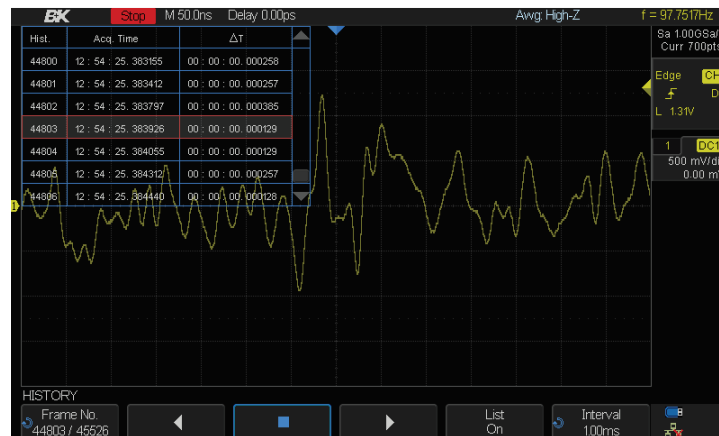 BK Stop M 50.0ns Delay 0.00ps Awg: High-Z f = 97.7517Hz
Sa 1.00GSa/
Curr 700pts
Hist. Acq. Time ΔT
44800 12 : 54 : 25. 383155 00 : 00 : 00. 000258
44801 12 : 54 : 25. 383412 00 : 00 : 00. 000257
44802 12 : 54 : 25. 383797 00 : 00 : 00. 000385
44803 12 : 54 : 25. 383926 00 : 00 : 00. 000129
44804 12 : 54 : 25. 384055 00 : 00 : 00. 000129
44805 12 : 54 : 25. 384312 00 : 00 : 00. 000257
44806 12 : 54 : 25. 384440 00 : 00 : 00. 000128
Edge CH
D
L 1.31V
1 DC1
500 mV/di
0.00 m
1
HISTORY
Frame No. List Interval
44803 / 45526 On 100ms